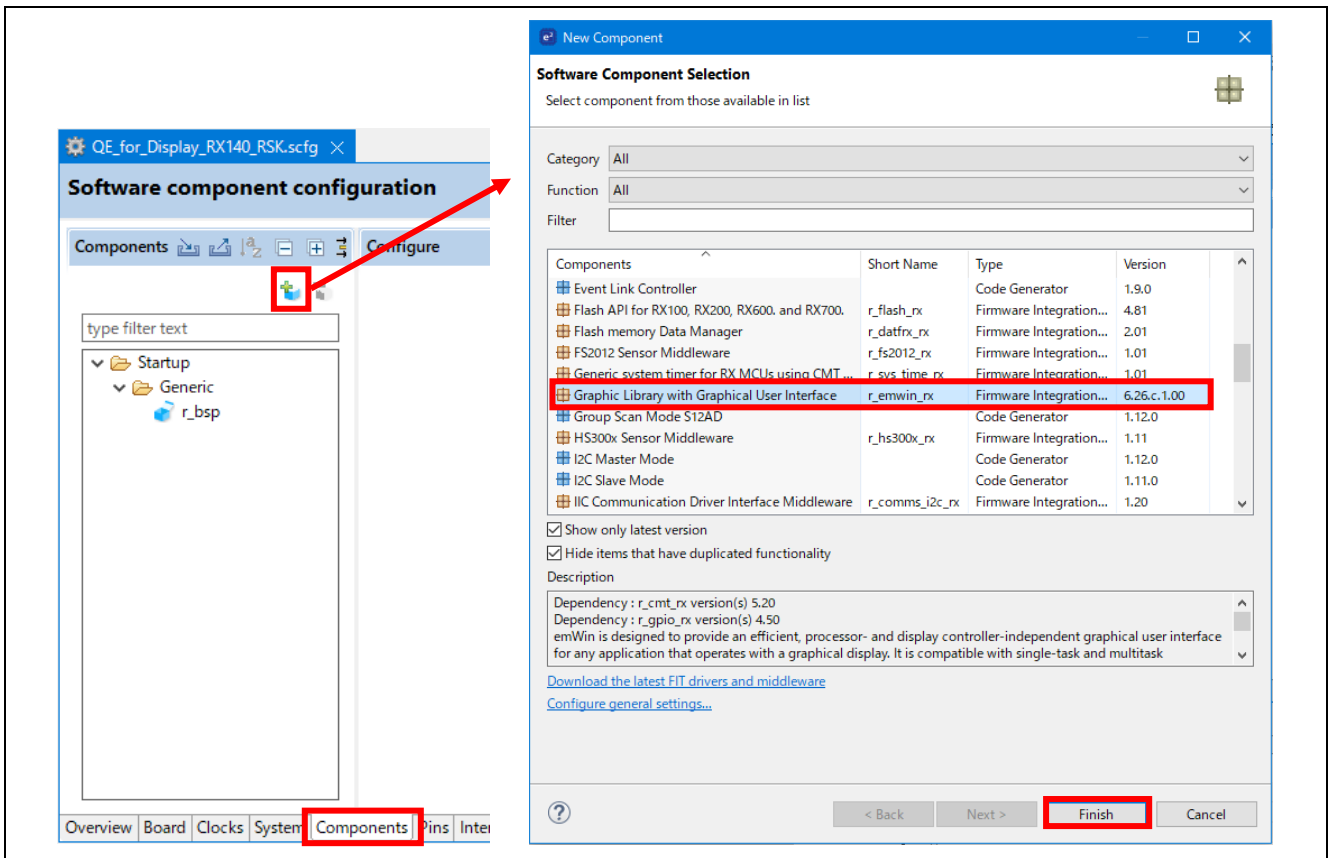 QE_for_Display_RX140_RSK.scfg
Software component configuration
Components
Configure
type filter text
Startup
Generic
r_bsp
Overview Board Clocks System Components Pins Inter
New Component
Software Component Selection
Select component from those available in list
Category All
Function All
Filter
Components Short Name Type Version
Event Link Controller Code Generator 1.9.0
Flash API for RX100, RX200, RX600. and RX700. r_flash_rx Firmware Integration... 4.81
Flash memory Data Manager r_datfrx_rx Firmware Integration... 2.01
FS2012 Sensor Middleware r_fs2012_rx Firmware Integration... 1.01
Generic system timer for RX MCUs using CMT ... r_sys_time_rx Firmware Integration... 1.01
Graphic Library with Graphical User Interface r_emwin_rx Firmware Integration... 6.26.c.1.00
Group Scan Mode S12AD Code Generator 1.12.0
HS300x Sensor Middleware r_hs300x_rx Firmware Integration... 1.11
I2C Master Mode Code Generator 1.12.0
I2C Slave Mode Code Generator 1.11.0
IIC Communication Driver Interface Middleware r_comms_i2c_rx Firmware Integration... 1.20
Show only latest version
Hide items that have duplicated functionality
Description
Dependency : r_cmt_rx version(s) 5.20
Dependency : r_gpio_rx version(s) 4.50
emWin is designed to provide an efficient, processor- and display controller-independent graphical user interface
for any application that operates with a graphical display. It is compatible with single-task and multitask
Download the latest FIT drivers and middleware
Configure general settings...
? < Back Next > Finish Cancel